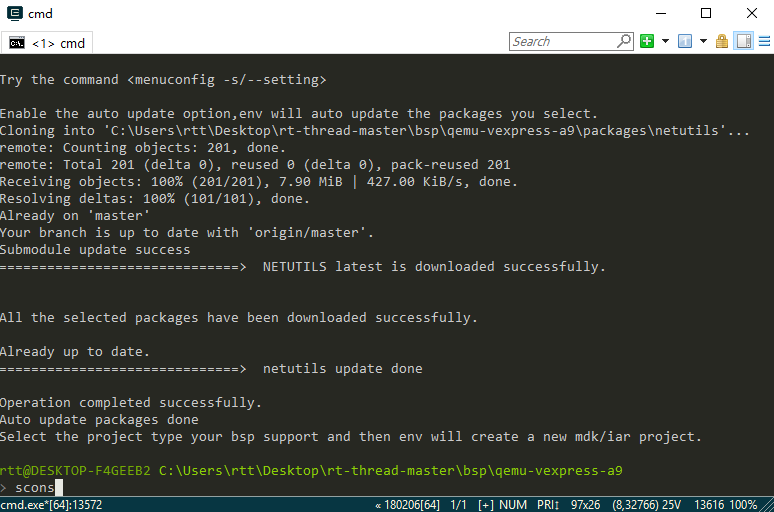 cmd
<1> cmd
Search
Try the command <menuconfig -s/--setting>
Enable the auto update option,env will auto update the packages you select.
Cloning into 'C:\Users\rtt\Desktop\rt-thread-master\bsp\qemu-vexpress-a9\packages\netutils'...
remote: Counting objects: 201, done.
remote: Total 201 (delta 0), reused 0 (delta 0), pack-reused 201
Receiving objects: 100% (201/201), 7.90 MiB | 427.00 KiB/s, done.
Resolving deltas: 100% (101/101), done.
Already on 'master'
Your branch is up to date with 'origin/master'.
Submodule update success
==============================>  NETUTILS latest is downloaded successfully.
All the selected packages have been downloaded successfully.
Already up to date.
==============================>  netutils update done
Operation completed successfully.
Auto update packages done
Select the project type your bsp support and then env will create a new mdk/iar project.
rtt@DESKTOP-F4GEEB2 C:\Users\rtt\Desktop\rt-thread-master\bsp\qemu-vexpress-a9
> scons
cmd.exe*[64]:13572 « 180206[64] 1/1 [+] NUM PRI↕ 97x26 (8,32766) 25V 13616 100%